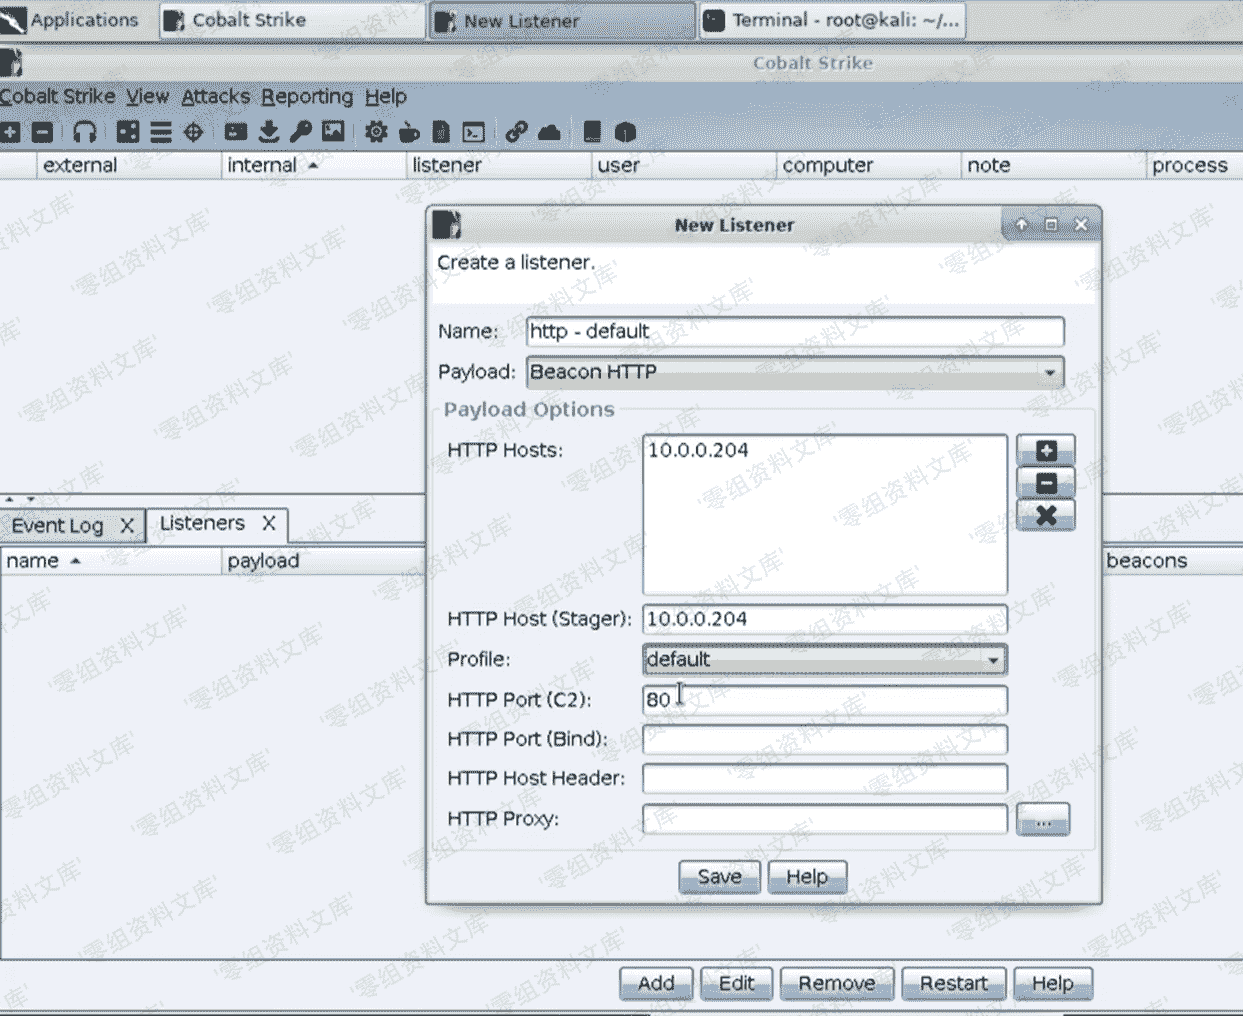 Applications Cobalt Strike New Listener Terminal - root@kali: ~/...
Cobalt Strike
Cobalt Strike View Attacks Reporting Help
external internal listener user computer note process
New Listener
Create a listener.
Name: http - default
Payload: Beacon HTTP
Payload Options
HTTP Hosts: 10.0.0.204
Event Log X Listeners X
name payload beacons
HTTP Host (Stager): 10.0.0.204
Profile: default
HTTP Port (C2): 80
HTTP Port (Bind):
HTTP Host Header:
HTTP Proxy: ...
Save Help
Add Edit Remove Restart Help
'零组资料文库'